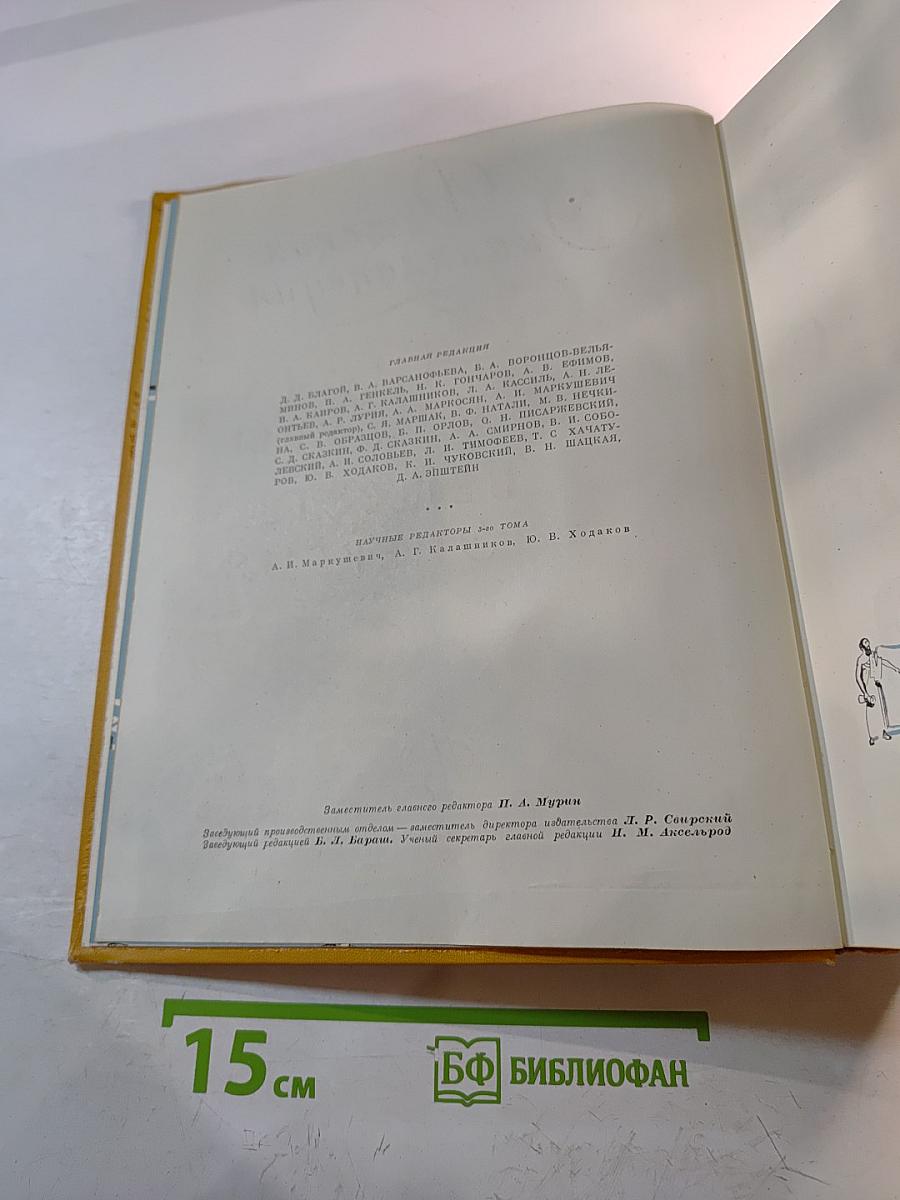 ГЛАВНАЯ РЕДАКЦИЯ
Д. Д. БЛАГОЙ, В. А. ВАРСАНОФЬЕВА, В. А. ВОРОНЦОВ-ВЕЛЬЯ-
МИНОВ, П. А. ГЕНКЕЛЬ, Н. К. ГОНЧАРОВ, А. В. ЕФИМОВ,
И. А. КАИРОВ, А. Г. КАЛАШНИКОВ, Л. А. КАССИЛЬ, А. Н. ЛЕ-
ОНТЬЕВ, А. Р. ЛУРИЯ, А. А. МАРКОСЯН, А. И. МАРКУШЕВИЧ
(главный редактор), С. Я. МАРШАК, В. Ф. НАТАЛИ, М. В. НЕЧКИ-
НА, С. В. ОБРАЗЦОВ, Б. П. ОРЛОВ, О. Н. ПИСАРЖЕВСКИЙ,
С. Д. СКАЗКИН, Ф. Д. СКАЗКИН, А. А. СМИРНОВ, В. И. СОБО-
ЛЕВСКИЙ, А. И. СОЛОВЬЕВ, Л. И. ТИМОФЕЕВ, Т. С ХАЧАТУ-
РОВ, Ю. В. ХОДАКОВ, К. И. ЧУКОВСКИЙ, В. Н. ШАЦКАЯ,
Д. А. ЭПШТЕЙН
НАУЧНЫЕ РЕДАКТОРЫ 3-го ТОМА
А. И. Маркушевич, А. Г. Калашников, Ю. В. Ходаков
Заместитель главного редактора П. А. Мурин
Заведующий производственным отделом — заместитель директора издательства Л. Р. Свирский
Заведующий редакцией Б. Л. Бараш. Ученый секретарь главной редакции И. М. Аксельрод
15 см
БФ БИБЛИОФАН